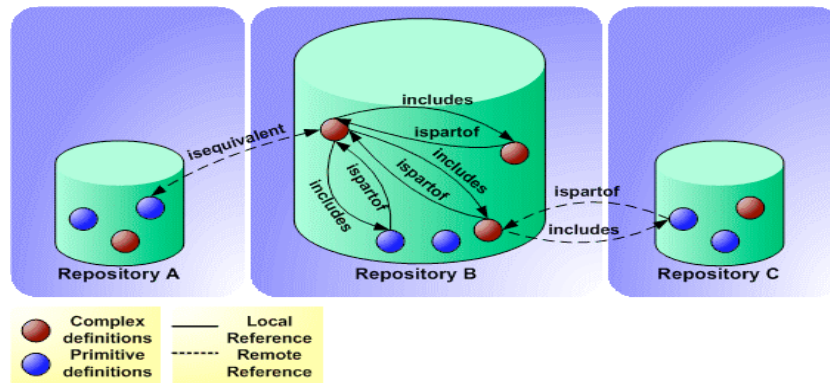 includes
ispartof
isequivalent
includes
ispartof
includes
ispartof
ispartof
includes
Repository A
Repository B
Repository C
Complex
definitions
Primitive
definitions
Local
Reference
Remote
Reference